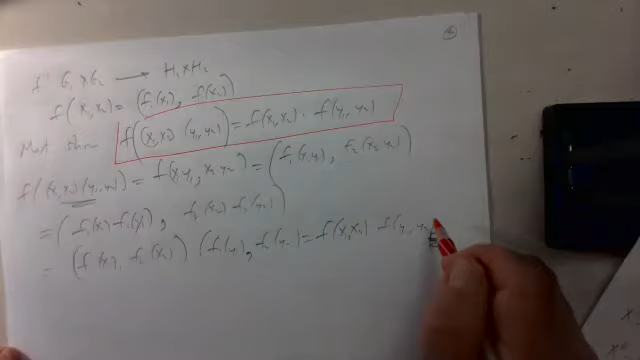 f: G₁×G₂ ⟶ H₁×H₂
f(x₁,x₂) = (f₁(x₁), f(x₂))
Must show f((x₁,x₂)(y₁,y₂)) = f(x₁,x₂) · f(y₁,y₂)
f((x₁,x₂)(y₁,y₂)) = f(x₁y₁, x₂y₂) = (f₁(x₁y₁), f₂(x₂y₂))
= (f₁(x₁) f₁(y₁), f₂(x₂) f₂(y₂))
= (f₁(x₁), f₂(x₂)) (f₁(y₁), f₂(y₂)) = f(x₁,x₂) f(y₁,y₂